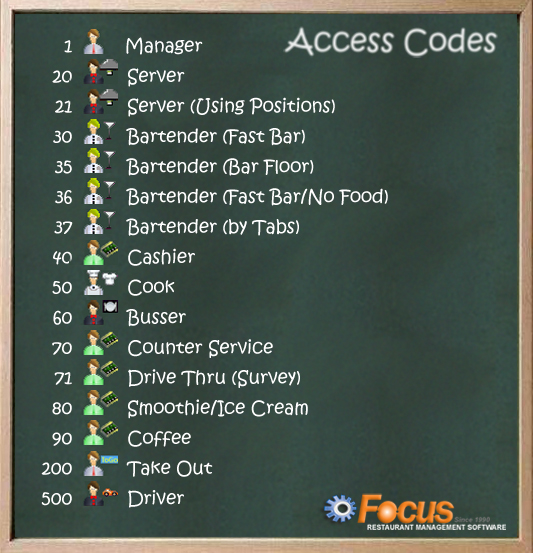 Access Codes
1 Manager
20 Server
21 Server (Using Positions)
30 Bartender (Fast Bar)
35 Bartender (Bar Floor)
36 Bartender (Fast Bar/No Food)
37 Bartender (by Tabs)
40 Cashier
50 Cook
60 Busser
70 Counter Service
71 Drive Thru (Survey)
80 Smoothie/Ice Cream
90 Coffee
200 ToGo Take Out
500 Driver
Focus Since 1990
RESTAURANT MANAGEMENT SOFTWARE